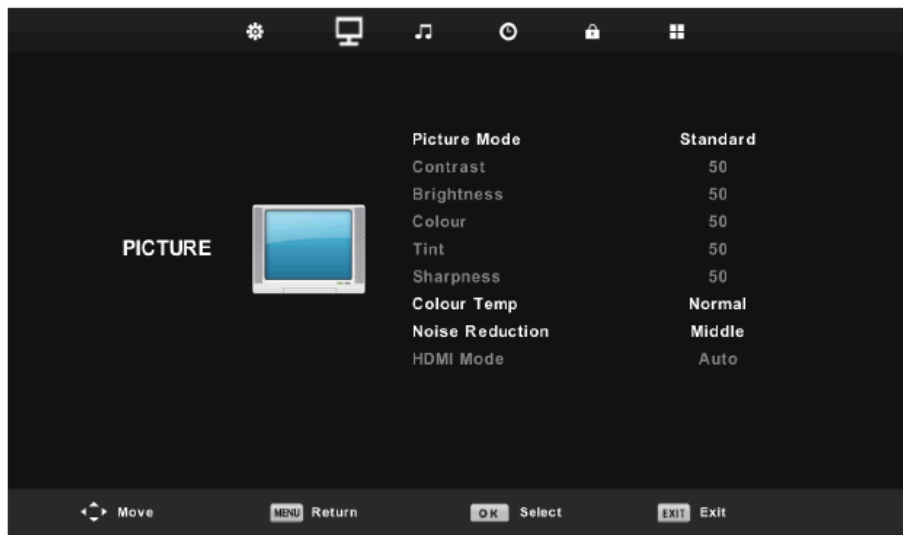 Picture Mode Standard
Contrast 50
Brightness 50
Colour 50
PICTURE Tint 50
Sharpness 50
Colour Temp Normal
Noise Reduction Middle
HDMI Mode Auto
Move MENU Return OK Select EXIT Exit